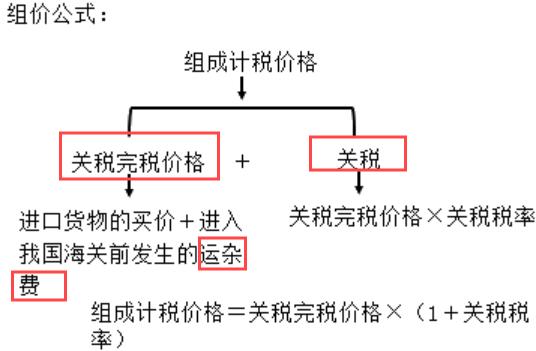 组价公式：
组成计税价格
关税完税价格 + 关税
进口货物的买价＋进入
我国海关前发生的运杂
费
关税完税价格×关税税率
组成计税价格＝关税完税价格×（1＋关税税
率）